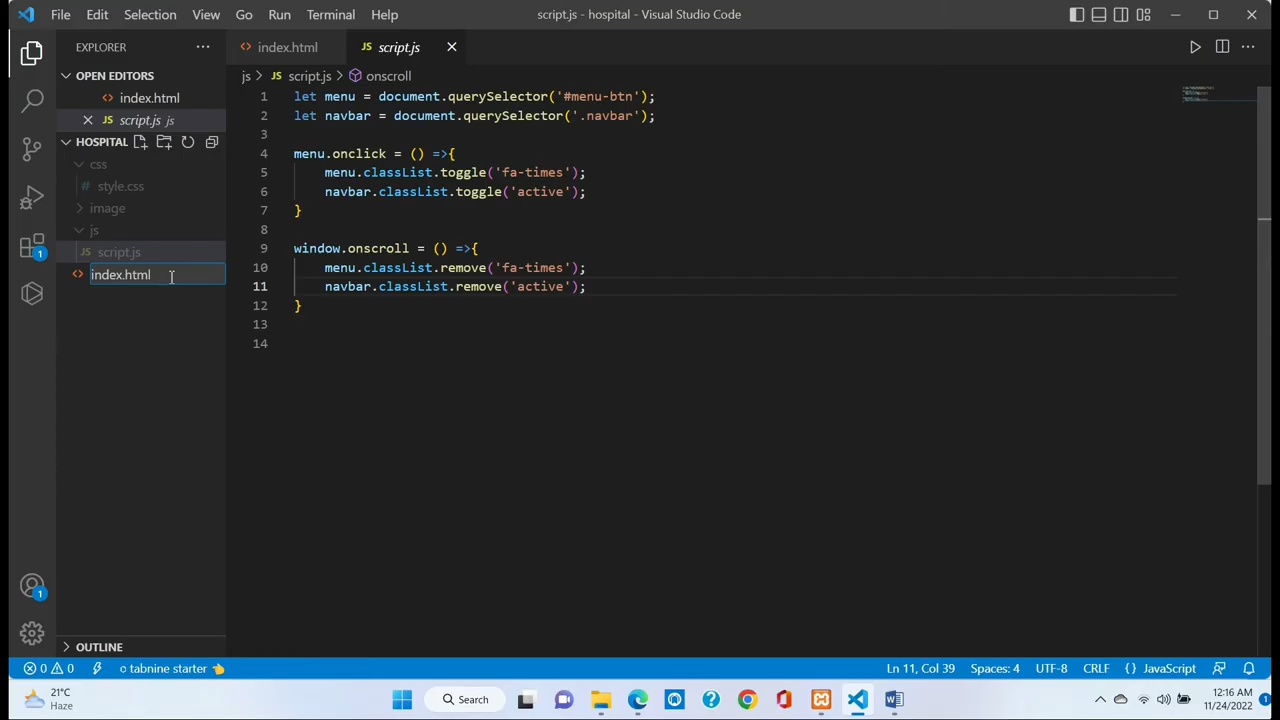 File Edit Selection View Go Run Terminal Help script.js - hospital - Visual Studio Code
EXPLORER ··· index.html script.js
js > JS script.js > onscroll
OPEN EDITORS
index.html
JS script.js js
HOSPITAL
css
# style.css
image
js
JS script.js
index.html
1 let menu = document.querySelector('#menu-btn');
2 let navbar = document.querySelector('.navbar');
3
4 menu.onclick = () =>{
5 menu.classList.toggle('fa-times');
6 navbar.classList.toggle('active');
7 }
8
9 window.onscroll = () =>{
10 menu.classList.remove('fa-times');
11 navbar.classList.remove('active');
12 }
13
14
1
1
OUTLINE
0 0 tabnine starter Ln 11, Col 39 Spaces: 4 UTF-8 CRLF {} JavaScript
21°C
Haze
Search
12:16 AM
11/24/2022
1